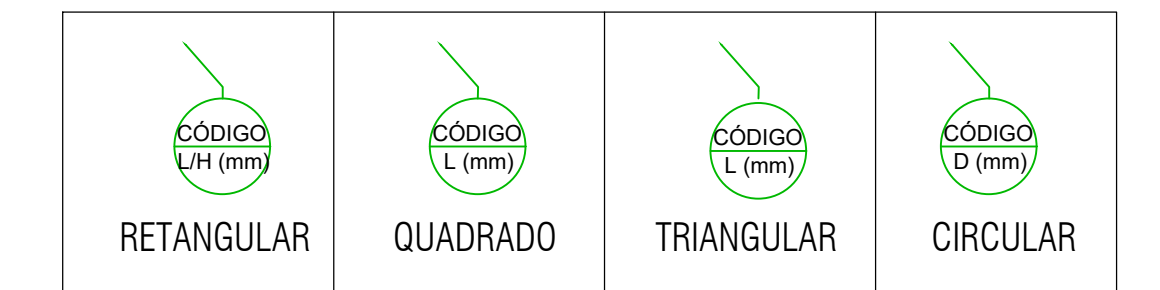 CÓDIGO
L/H (mm)
RETANGULAR
CÓDIGO
L (mm)
QUADRADO
CÓDIGO
L (mm)
TRIANGULAR
CÓDIGO
D (mm)
CIRCULAR